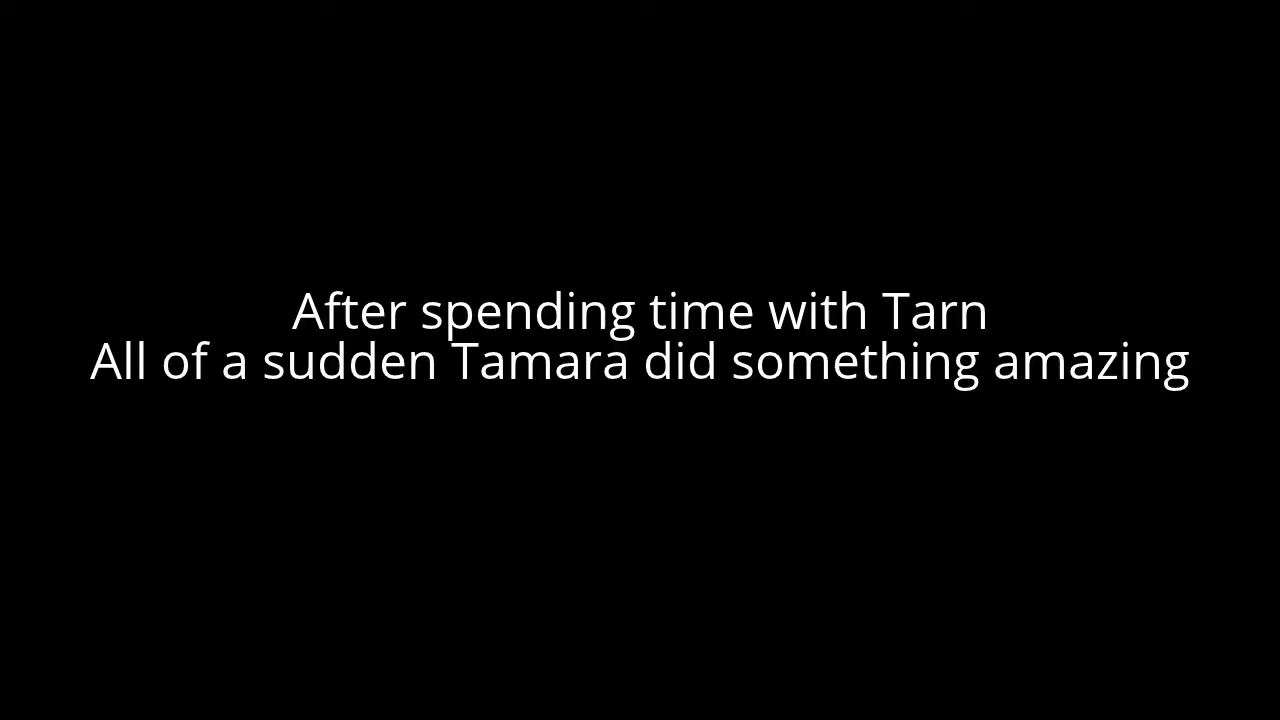 After spending time with Tarn
All of a sudden Tamara did something amazing